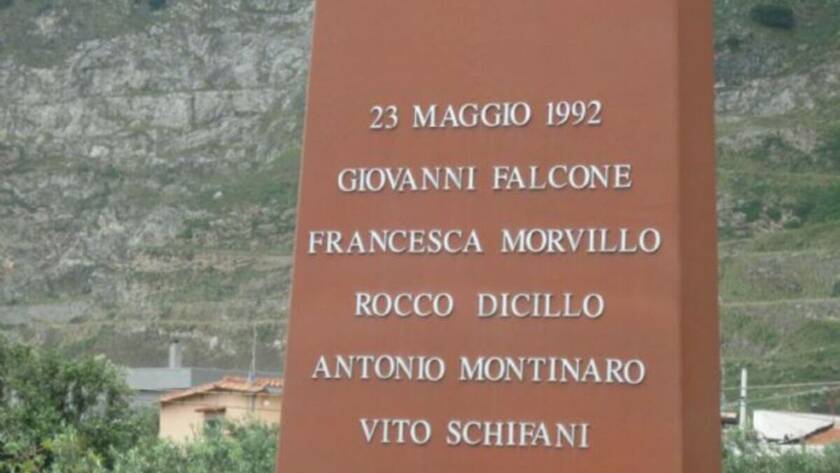 23 MAGGIO 1992
GIOVANNI FALCONE
FRANCESCA MORVILLO
ROCCO DICILLO
ANTONIO MONTINARO
VITO SCHIFANI